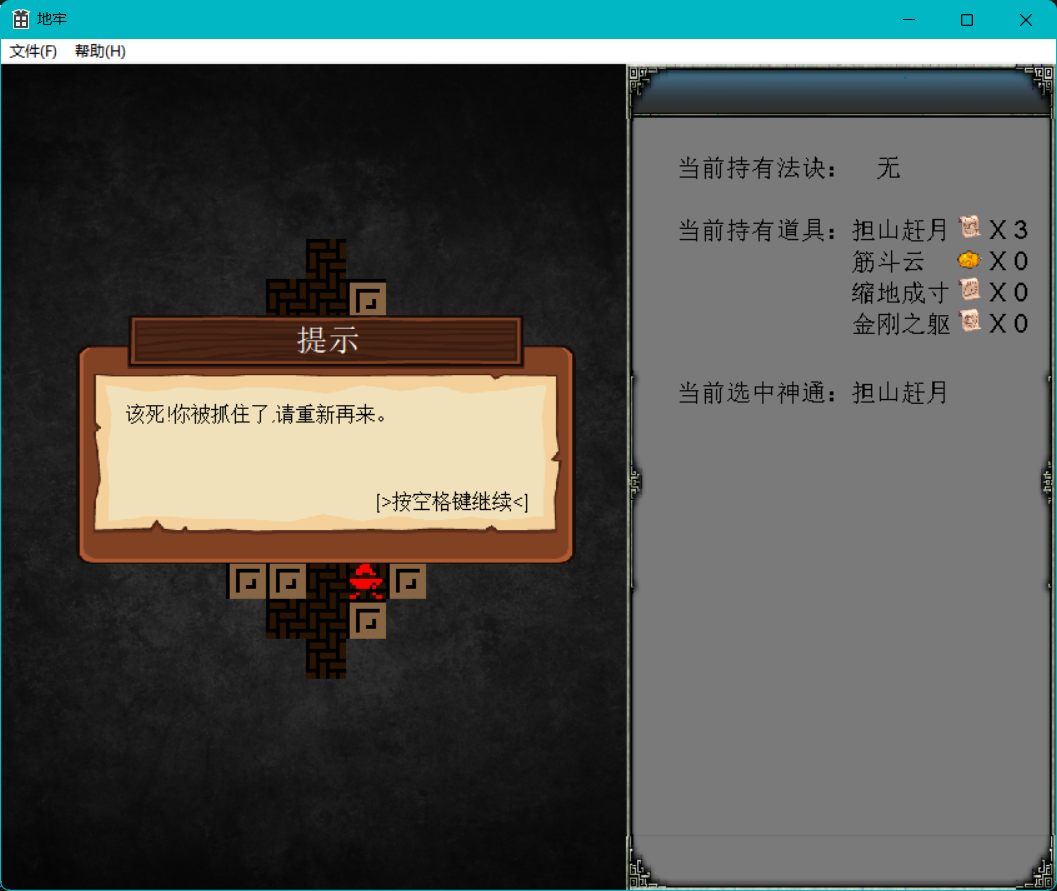 地牢
文件(F) 帮助(H)
提示
该死!你被抓住了,请重新再来。
[>按空格键继续<]
当前持有法诀： 无
当前持有道具：担山赶月 X 3
筋斗云 X 0
缩地成寸 X 0
金刚之躯 X 0
当前选中神通：担山赶月